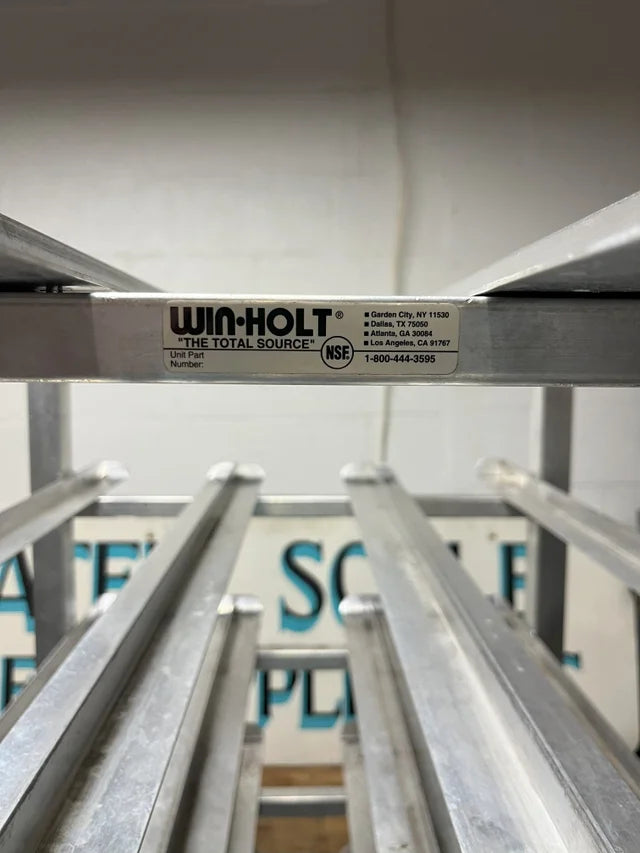 WIN•HOLT®
"THE TOTAL SOURCE"
Unit Part
Number:
NSF.
■ Garden City, NY 11530
■ Dallas, TX 75050
■ Atlanta, GA 30084
■ Los Angeles, CA 91767
1-800-444-3595